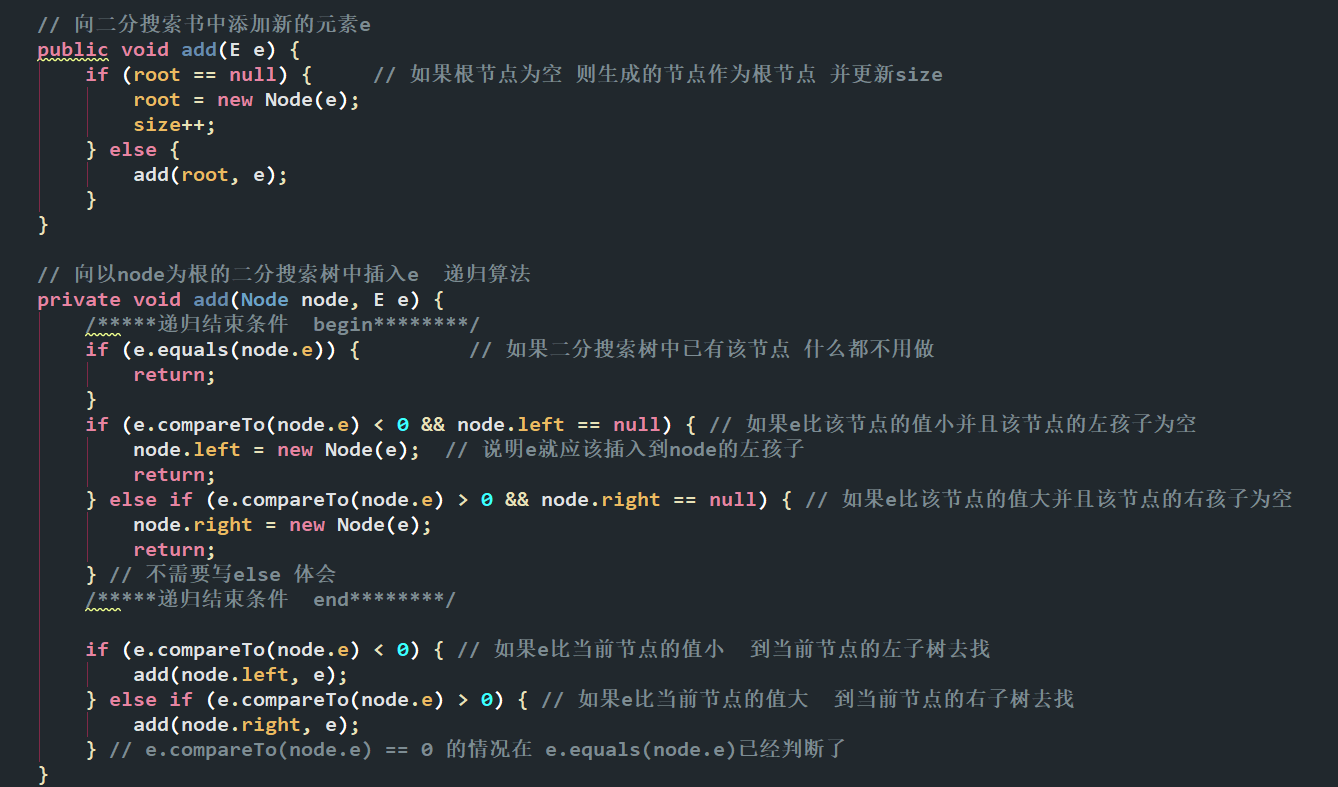 // 向二分搜索书中添加新的元素e
public void add(E e) {
    if (root == null) {     // 如果根节点为空 则生成的节点作为根节点 并更新size
        root = new Node(e);
        size++;
    } else {
        add(root, e);
    }
}

// 向以node为根的二分搜索树中插入e  递归算法
private void add(Node node, E e) {
    /*****递归结束条件  begin********/
    if (e.equals(node.e)) {         // 如果二分搜索树中已有该节点 什么都不用做
        return;
    }
    if (e.compareTo(node.e) < 0 && node.left == null) { // 如果e比该节点的值小并且该节点的左孩子为空
        node.left = new Node(e);  // 说明e就应该插入到node的左孩子
        return;
    } else if (e.compareTo(node.e) > 0 && node.right == null) { // 如果e比该节点的值大并且该节点的右孩子为空
        node.right = new Node(e);
        return;
    } // 不需要写else 体会
    /*****递归结束条件  end********/

    if (e.compareTo(node.e) < 0) { // 如果e比当前节点的值小  到当前节点的左子树去找
        add(node.left, e);
    } else if (e.compareTo(node.e) > 0) { // 如果e比当前节点的值大  到当前节点的右子树去找
        add(node.right, e);
    } // e.compareTo(node.e) == 0 的情况在 e.equals(node.e)已经判断了
}